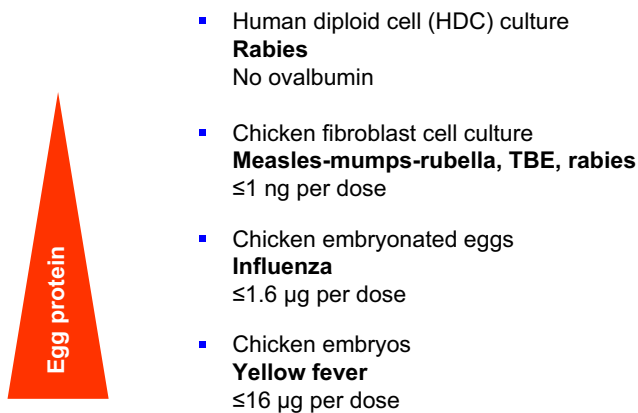 Human diploid cell (HDC) culture
Rabies
No ovalbumin
Chicken fibroblast cell culture
Measles-mumps-rubella, TBE, rabies
≤1 ng per dose
Chicken embryonated eggs
Influenza
≤1.6 µg per dose
Chicken embryos
Yellow fever
≤16 µg per dose
Egg protein